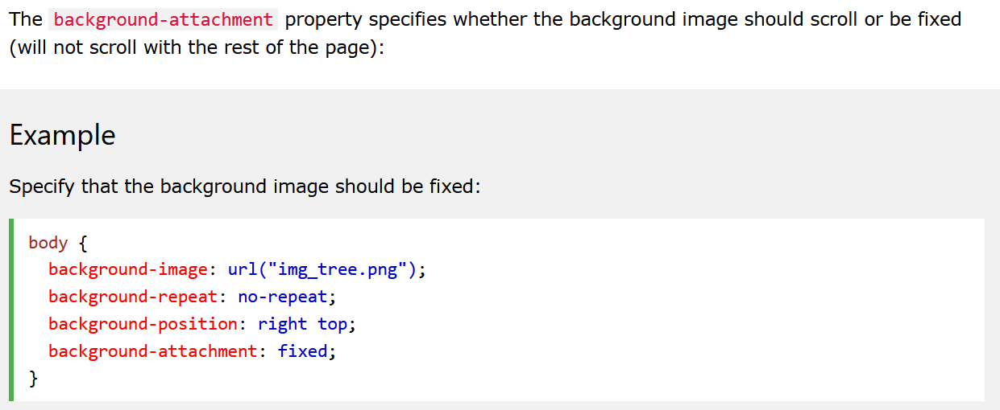 The background-attachment property specifies whether the background image should scroll or be fixed
(will not scroll with the rest of the page):
Example
Specify that the background image should be fixed:
body {
  background-image: url("img_tree.png");
  background-repeat: no-repeat;
  background-position: right top;
  background-attachment: fixed;
}